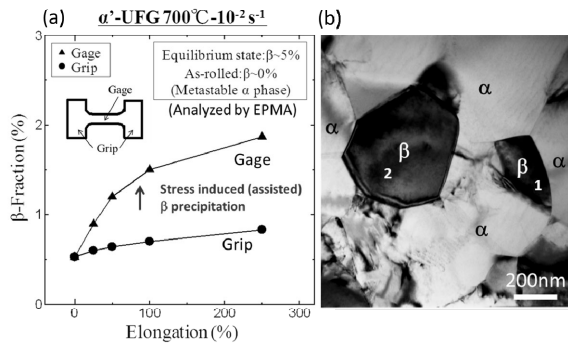 (a)
α'-UFG 700℃-10⁻² s⁻¹
▲ Gage
● Grip
Equilibrium state:β~5%
As-rolled:β~0%
(Metastable α phase)
(Analyzed by EPMA)
Gage
Grip
Gage
Stress induced (assisted)
β precipitation
Grip
β-Fraction (%)
3
2
1
0
0
100
200
300
Elongation (%)
(b)
α
α
β
2
β
1
α
α
200nm